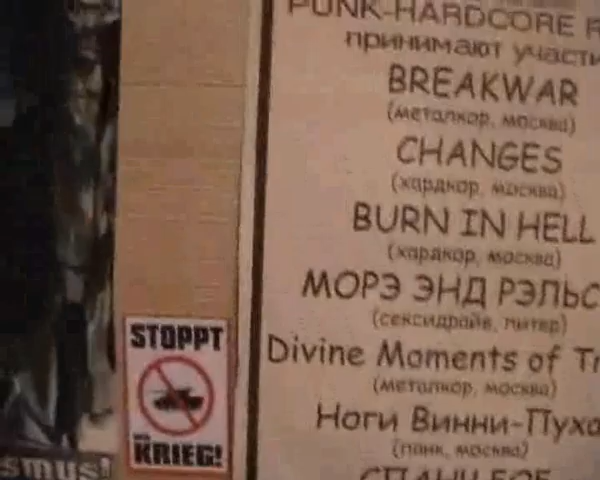 PUNK-HARDCORE
принимают
BREAKWAR
(металкор, москва)
CHANGES
(хардкор, москва)
BURN IN HELL
(хардкор, москва)
МОРЭ ЭНД РЭЛЬС
(сексидрайв, питер)
Divine Moments of
(металкор, москва)
Ноги Винни-Пуха
(панк, москва)
STOPPT
KRIEG!
smus!